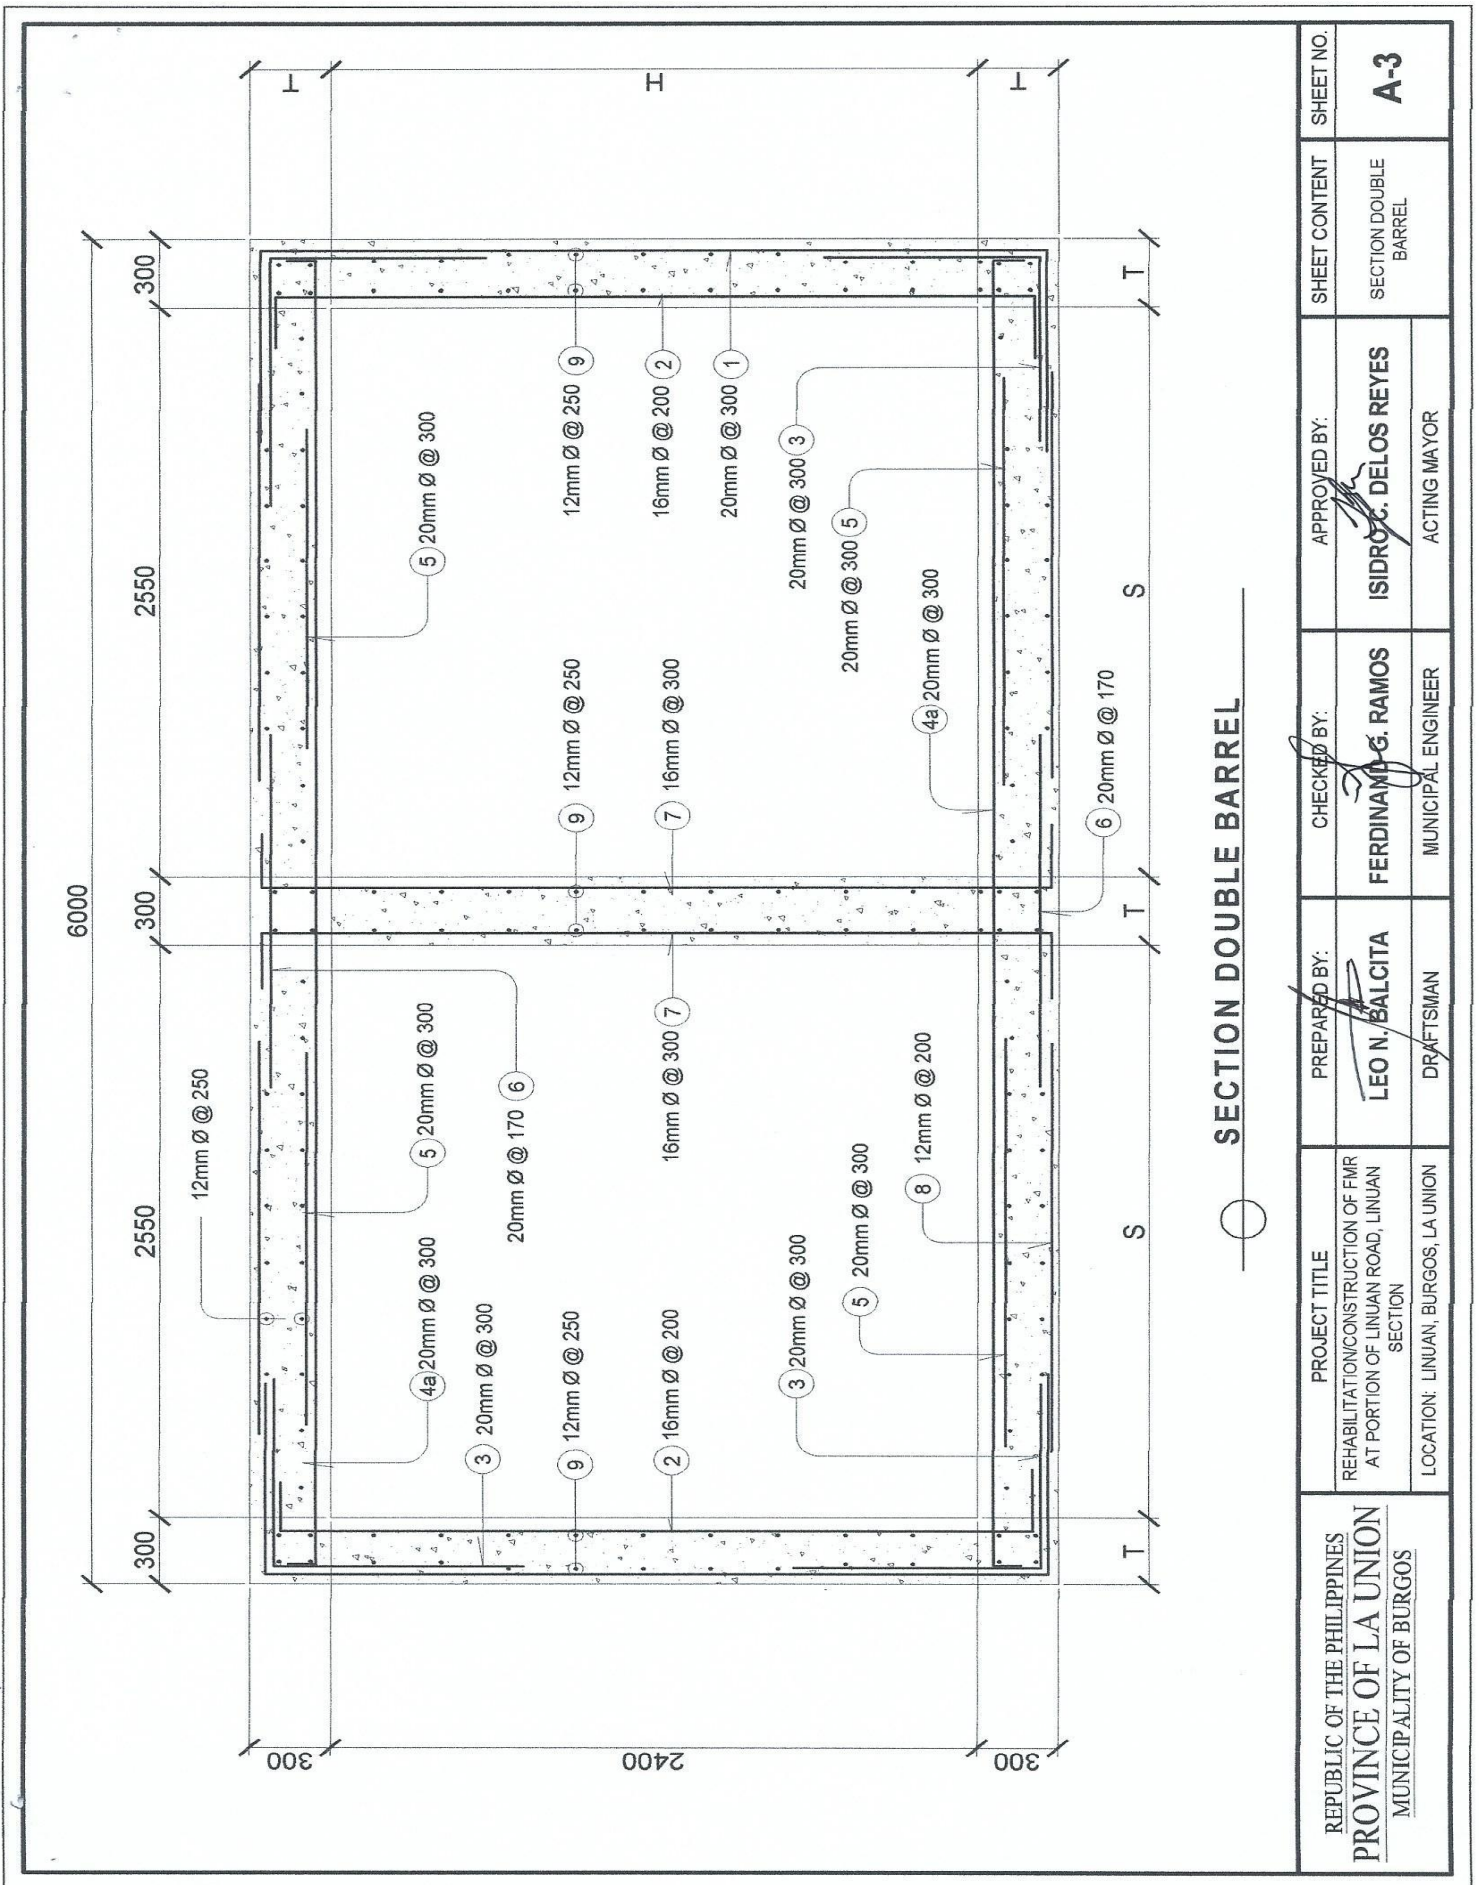 6000
300
2550
300
2550
300
12mm Ø @ 250
T
300
4a 20mm Ø @ 300
5 20mm Ø @ 300
5 20mm Ø @ 300
3 20mm Ø @ 300
20mm Ø @ 170 6
H
2400
9 12mm Ø @ 250
9 12mm Ø @ 250
12mm Ø @ 250 9
2 16mm Ø @ 200
16mm Ø @ 300 7
7 16mm Ø @ 300
16mm Ø @ 200 2
20mm Ø @ 300 1
3 20mm Ø @ 300
20mm Ø @ 300 3
5 20mm Ø @ 300
20mm Ø @ 300 5
8 12mm Ø @ 200
4a 20mm Ø @ 300
T
300
6 20mm Ø @ 170
T
S
T
S
T
SECTION DOUBLE BARREL
REPUBLIC OF THE PHILIPPINES
PROVINCE OF LA UNION
MUNICIPALITY OF BURGOS
PROJECT TITLE
REHABILITATION/CONSTRUCTION OF FMR
AT PORTION OF LINUAN ROAD, LINUAN
SECTION
LOCATION: LINUAN, BURGOS, LA UNION
PREPARED BY:
LEO N. BALCITA
DRAFTSMAN
CHECKED BY:
FERDINAND G. RAMOS
MUNICIPAL ENGINEER
APPROVED BY:
ISIDRO C. DELOS REYES
ACTING MAYOR
SHEET CONTENT
SECTION DOUBLE
BARREL
SHEET NO.
A-3